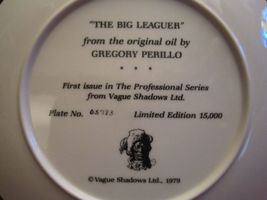 "THE BIG LEAGUER"
from the original oil by
GREGORY PERILLO
* * *
First issue in The Professional Series
from Vague Shadows Ltd.
Plate No. Limited Edition 15,000
©Vague Shadows Ltd., 1979